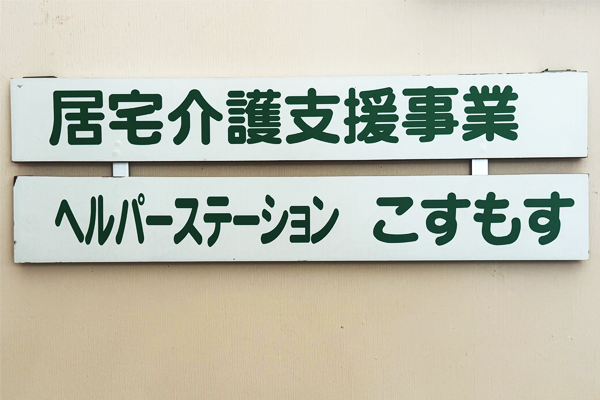 居宅介護支援事業
ヘルパーステーション こすもす